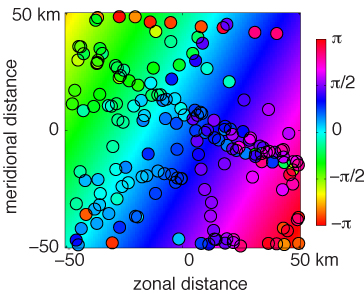 50 km
0
−50
−50
0
50 km
zonal distance
meridional distance
π
π/2
0
−π/2
−π